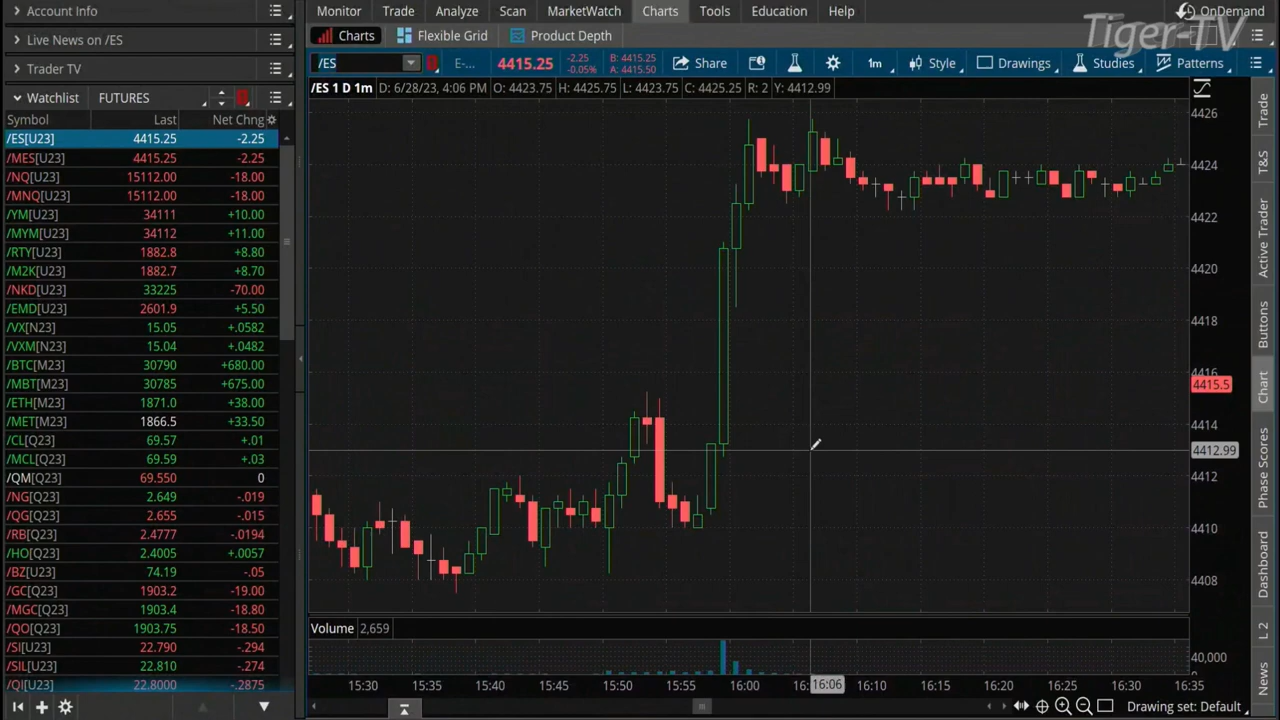 Account Info
Live News on /ES
Trader TV
Watchlist FUTURES
Symbol Last Net Chng
/ES[U23] 4415.25 -2.25
/MES[U23] 4415.25 -2.25
/NQ[U23] 15112.00 -18.00
/MNQ[U23] 15112.00 -18.00
/YM[U23] 34111 +10.00
/MYM[U23] 34112 +11.00
/RTY[U23] 1882.8 +8.80
/M2K[U23] 1882.7 +8.70
/NKD[U23] 33225 -70.00
/EMD[U23] 2601.9 +5.50
/VX[N23] 15.05 +.0582
/VXM[N23] 15.04 +.0482
/BTC[M23] 30790 +680.00
/MBT[M23] 30785 +675.00
/ETH[M23] 1871.0 +38.00
/MET[M23] 1866.5 +33.50
/CL[Q23] 69.57 +.01
/MCL[Q23] 69.59 +.03
/QM[Q23] 69.550 0
/NG[Q23] 2.649 -.019
/QG[Q23] 2.655 -.015
/RB[Q23] 2.4777 -.0194
/HO[Q23] 2.4005 +.0057
/BZ[U23] 74.19 -.05
/GC[Q23] 1903.2 -19.00
/MGC[Q23] 1903.4 -18.80
/QO[Q23] 1903.75 -18.50
/SI[U23] 22.790 -.294
/SIL[U23] 22.810 -.274
/QI[U23] 22.8000 -.2875
Monitor Trade Analyze Scan MarketWatch Charts Tools Education Help OnDemand
Tiger-TV
Charts Flexible Grid Product Depth
/ES E-... 4415.25 -2.25 -0.05% B: 4415.25 A: 4415.50 Share 1m Style Drawings Studies Patterns
/ES 1 D 1m D: 6/28/23, 4:06 PM O: 4423.75 H: 4425.75 L: 4423.75 C: 4425.25 R: 2 Y: 4412.99
4426
4424
4422
4420
4418
4416
4415.5
4414
4412.99
4412
4410
4408
Volume 2,659
40,000
15:30 15:35 15:40 15:45 15:50 15:55 16:00 16:06 16:10 16:15 16:20 16:25 16:30 16:35
Drawing set: Default
Trade
T&S
Active Trader
Buttons
Chart
Phase Scores
Dashboard
L 2
News